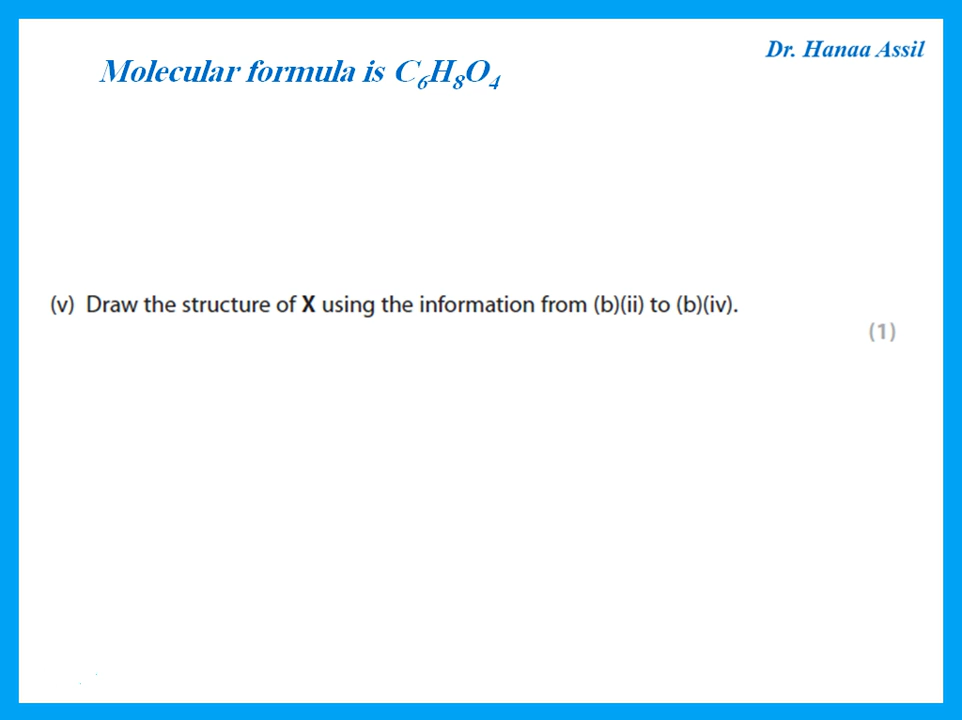 Dr. Hanaa Assil
Molecular formula is C₆H₈O₄
(v) Draw the structure of X using the information from (b)(ii) to (b)(iv).
(1)